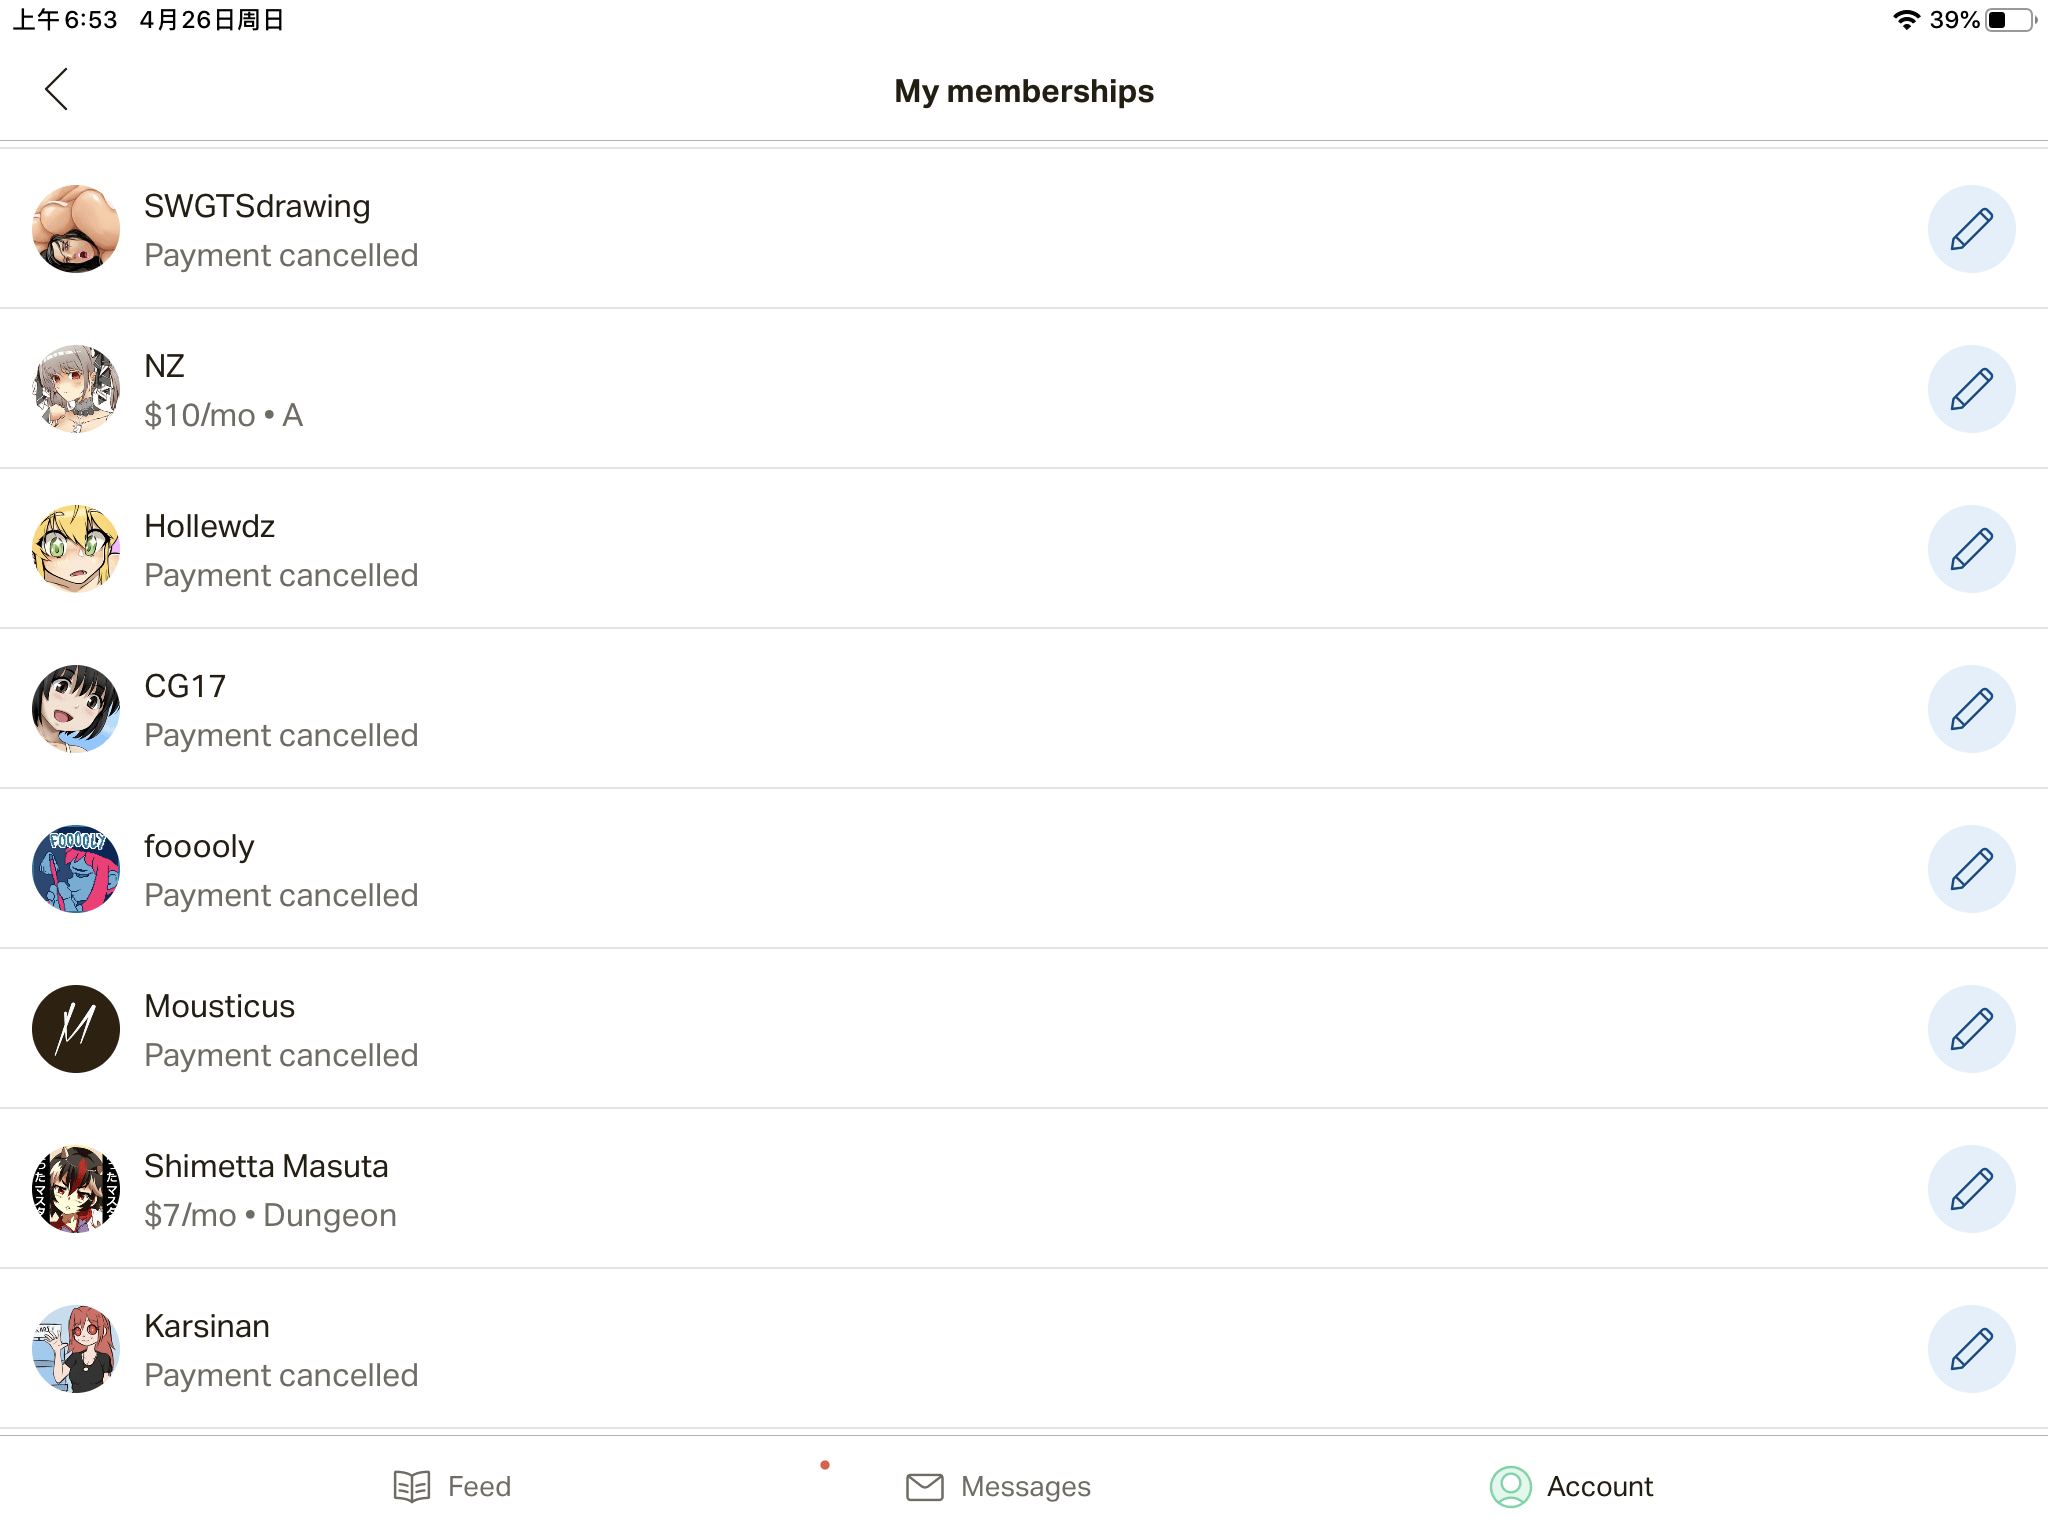 上午6:53 4月26日周日
39%
My memberships
SWGTSdrawing
Payment cancelled
NZ
$10/mo • A
Hollewdz
Payment cancelled
CG17
Payment cancelled
FOOOOLY
fooooly
Payment cancelled
M
Mousticus
Payment cancelled
Shimetta Masuta
$7/mo • Dungeon
Karsinan
Payment cancelled
Feed
Messages
Account